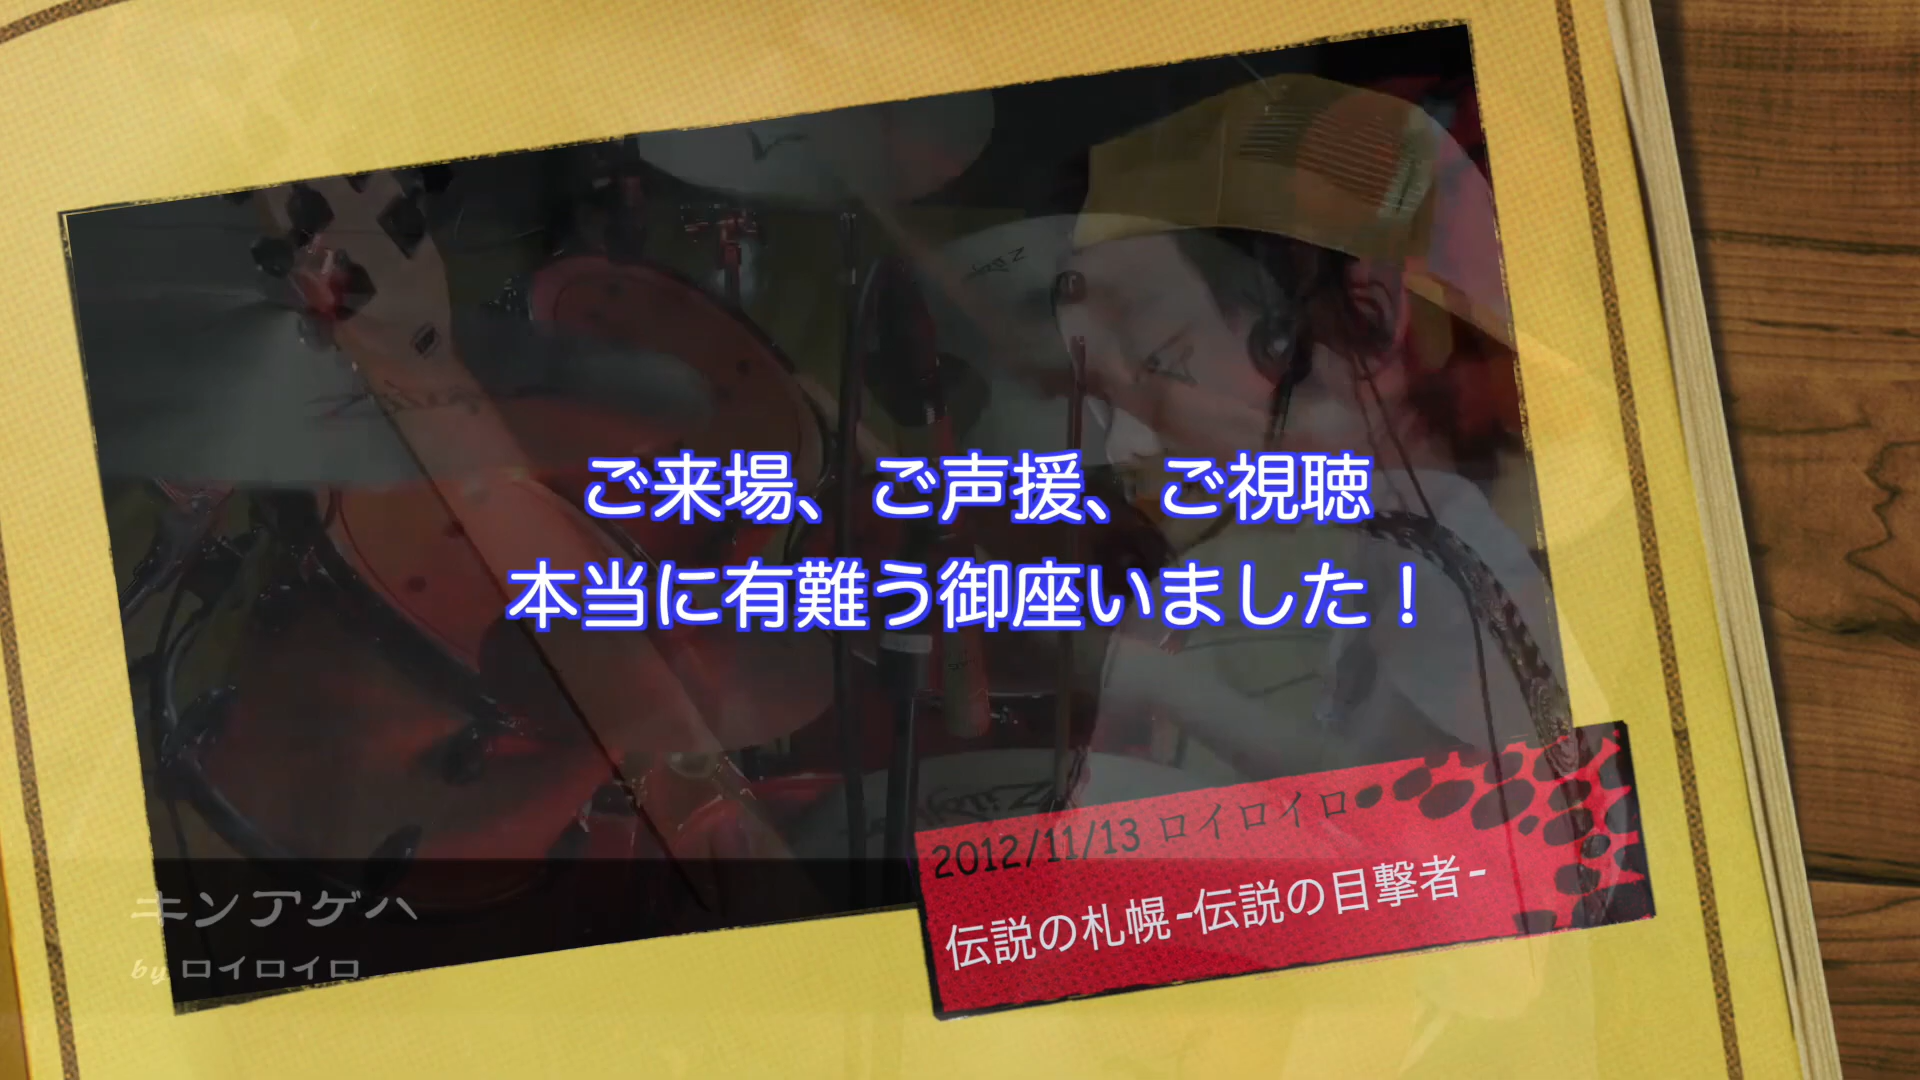 ご来場、ご声援、ご視聴
本当に有難う御座いました！
2012/11/13 ロイロイロ
伝説の札幌-伝説の目撃者-
キンアゲハ
by ロイロイロ